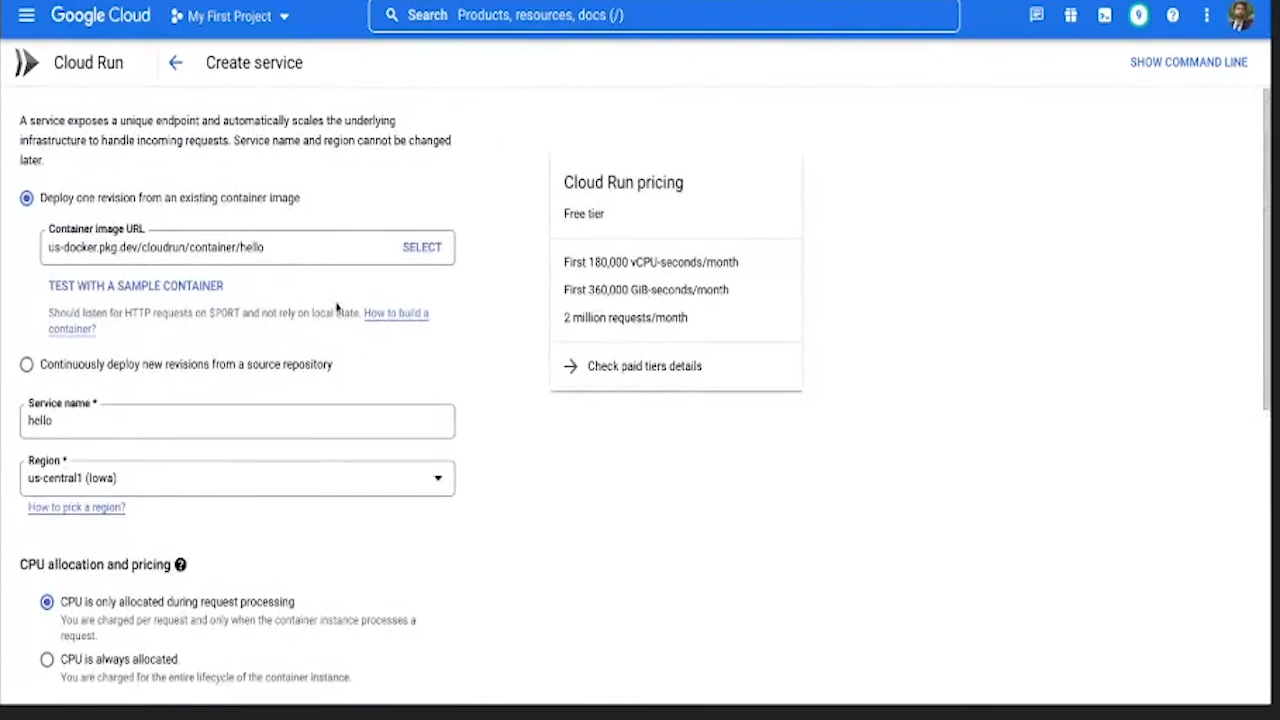 Google Cloud
My First Project
Search Products, resources, docs (/)
9
Cloud Run
Create service
SHOW COMMAND LINE
A service exposes a unique endpoint and automatically scales the underlying
infrastructure to handle incoming requests. Service name and region cannot be changed
later.
Deploy one revision from an existing container image
Container image URL
us-docker.pkg.dev/cloudrun/container/hello
SELECT
TEST WITH A SAMPLE CONTAINER
Should listen for HTTP requests on $PORT and not rely on local state. How to build a
container?
Continuously deploy new revisions from a source repository
Service name *
hello
Region *
us-central1 (Iowa)
How to pick a region?
CPU allocation and pricing
CPU is only allocated during request processing
You are charged per request and only when the container instance processes a
request.
CPU is always allocated
You are charged for the entire lifecycle of the container instance.
Cloud Run pricing
Free tier
First 180,000 vCPU-seconds/month
First 360,000 GiB-seconds/month
2 million requests/month
Check paid tiers details